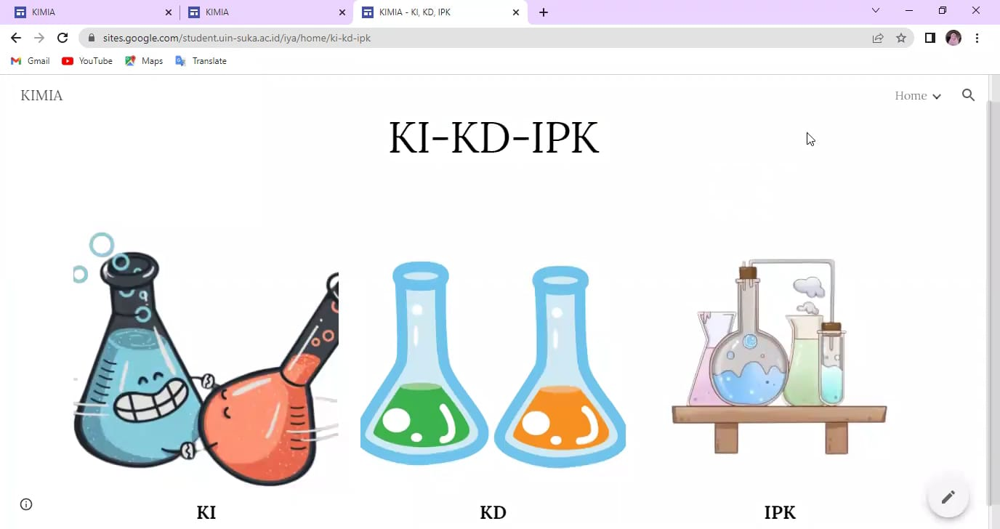 KIMIA
KIMIA
KIMIA - KI, KD, IPK
sites.google.com/student.uin-suka.ac.id/iya/home/ki-kd-ipk
Gmail
YouTube
Maps
Translate
KIMIA
Home
KI-KD-IPK
KI
KD
IPK